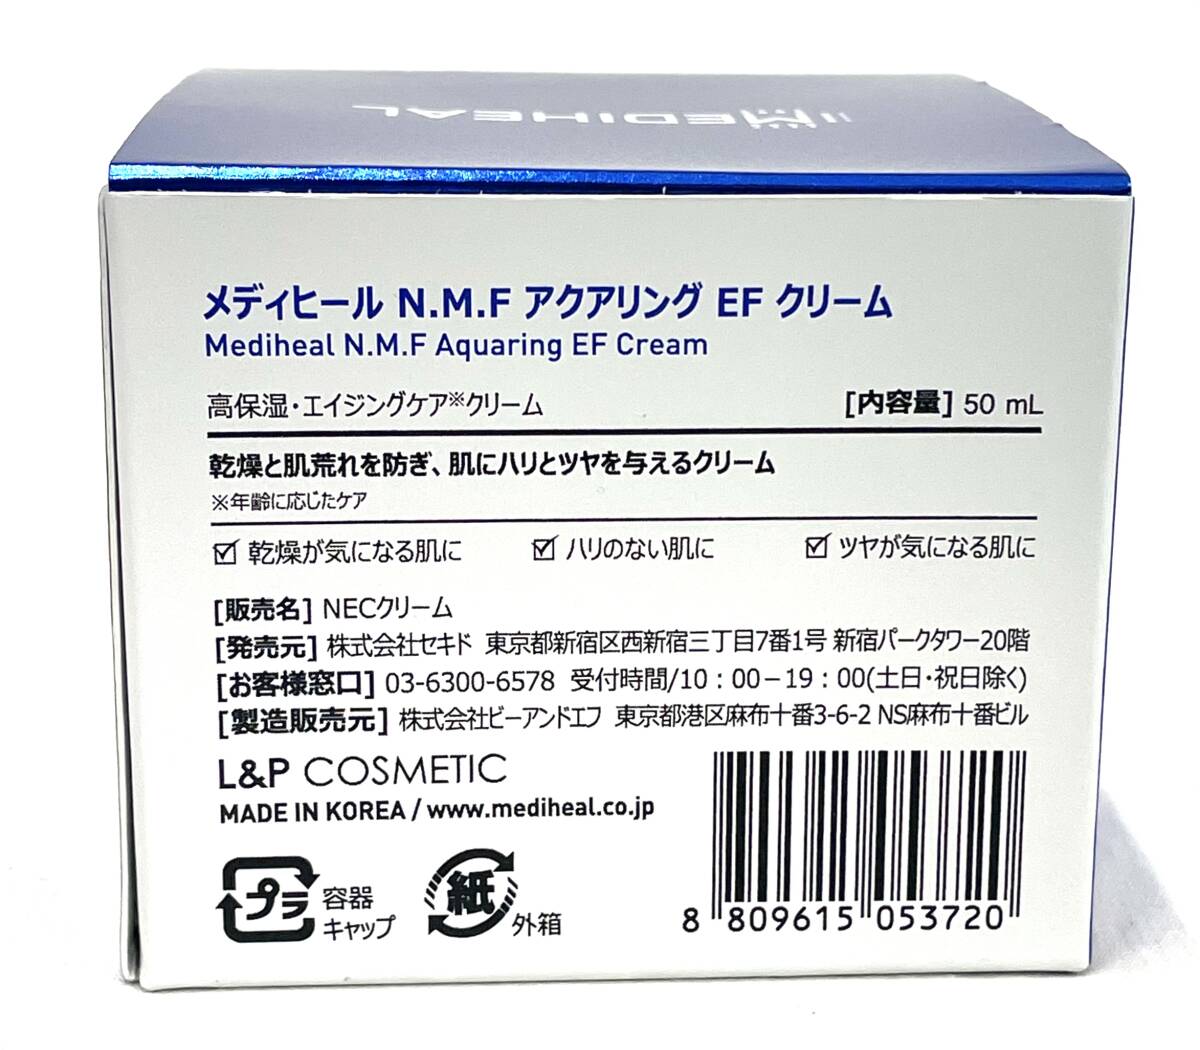 MEDIHEAL
メディヒール N.M.F アクアリング EF クリーム
Mediheal N.M.F Aquaring EF Cream
高保湿・エイジングケア※クリーム [内容量] 50 mL
乾燥と肌荒れを防ぎ、肌にハリとツヤを与えるクリーム
※年齢に応じたケア
☑ 乾燥が気になる肌に ☑ ハリのない肌に ☑ ツヤが気になる肌に
[販売名] NECクリーム
[発売元] 株式会社セキド 東京都新宿区西新宿三丁目7番1号 新宿パークタワー20階
[お客様窓口] 03-6300-6578 受付時間/10：00－19：00(土日・祝日除く)
[製造販売元] 株式会社ビーアンドエフ 東京都港区麻布十番3-6-2 NS麻布十番ビル
L&P COSMETIC
MADE IN KOREA / www.mediheal.co.jp
プラ 容器
キャップ
紙 外箱
8 809615 053720